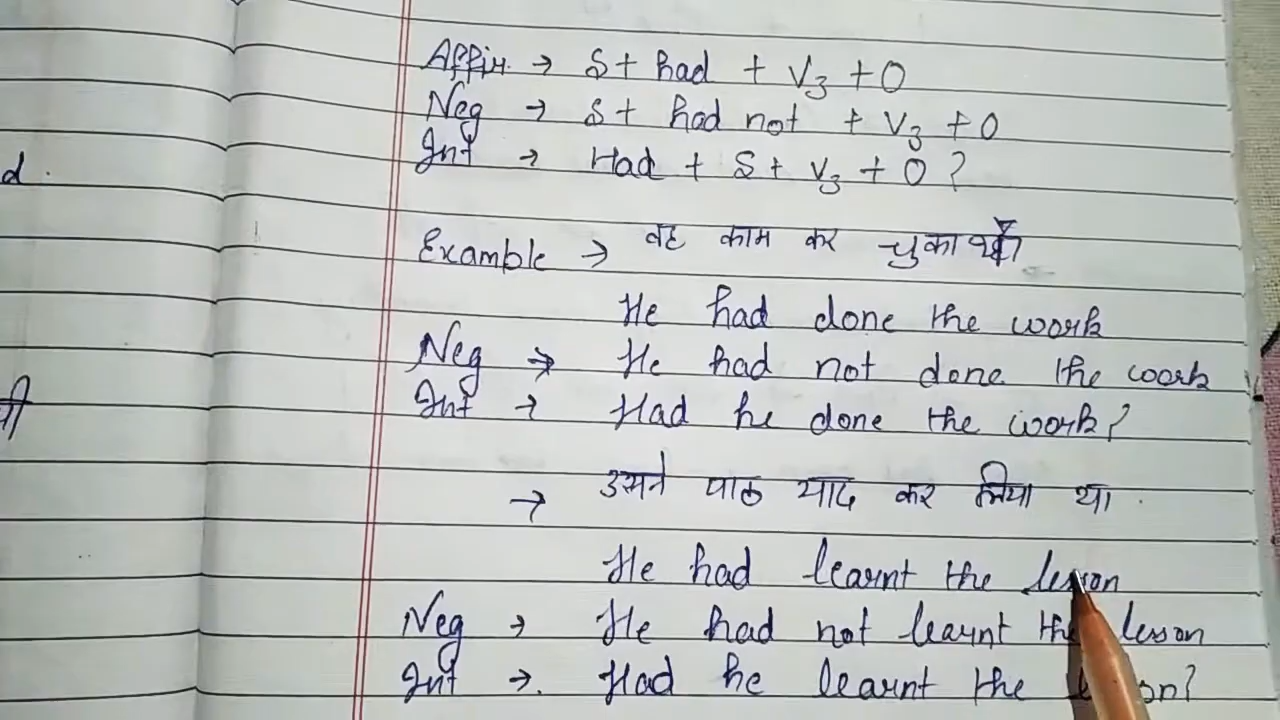 Affir. → S + had + V3 + O
Neg → S + had not + V3 + O
Int → Had + S + V3 + O ?
d.
Examble → वह काम कर चुका
He had done the work
Neg → He had not done the work
Int → Had he done the work?
→ उसने पाठ याद कर लिया था.
He had learnt the lesson
Neg → He had not learnt the lesson
Int → Had he learnt the